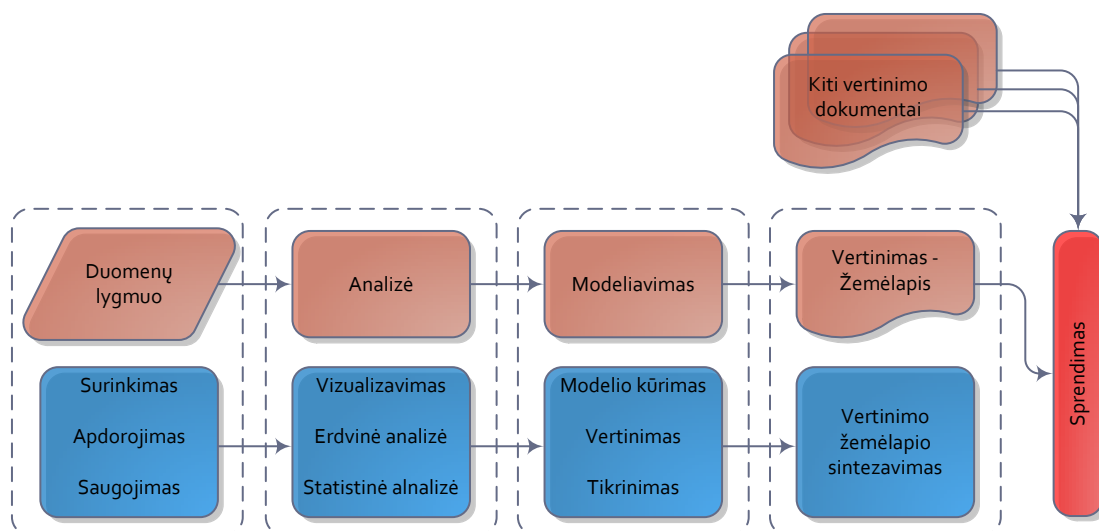 Kiti vertinimo
dokumentai
Duomenų
lygmuo
Analizė
Modeliavimas
Vertinimas -
Žemėlapis
Surinkimas
Apdorojimas
Saugojimas
Vizualizavimas
Erdvinė analizė
Statistinė alnalizė
Modelio kūrimas
Vertinimas
Tikrinimas
Vertinimo
žemėlapio
sintezavimas
Sprendimas